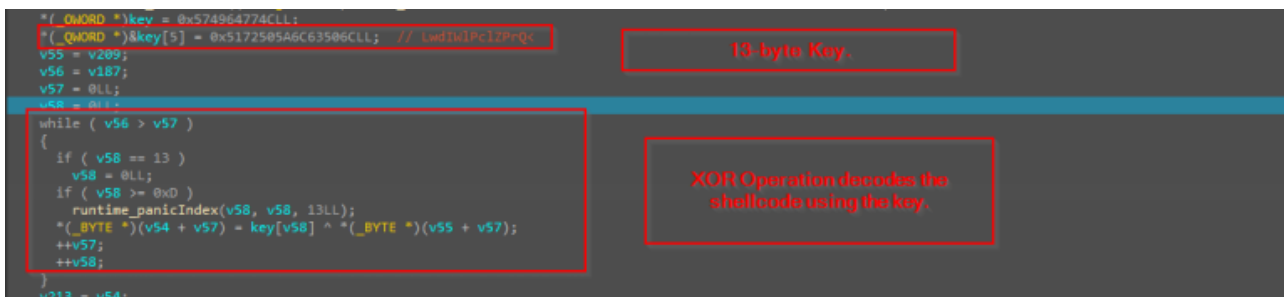 *(_QWORD *)key = 0x574964774CLL;
*(_QWORD *)&key[5] = 0x5172505A6C63506CLL; // LwdIWlPclZPrQ<
13-byte Key.
v55 = v209;
v56 = v187;
v57 = 0LL;
v58 = 0LL;
while ( v56 > v57 )
{
if ( v58 == 13 )
v58 = 0LL;
if ( v58 >= 0xD )
runtime_panicIndex(v58, v58, 13LL);
*(_BYTE *)(v54 + v57) = key[v58] ^ *(_BYTE *)(v55 + v57);
++v57;
++v58;
}
XOR Operation decodes the
shellcode using the key.
v213 = v54;